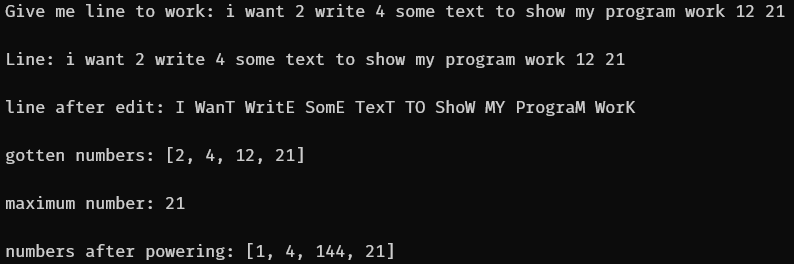 Give me line to work: i want 2 write 4 some text to show my program work 12 21
Line: i want 2 write 4 some text to show my program work 12 21
line after edit: I WanT WritE SomE TexT TO ShoW MY PrograM WorK
gotten numbers: [2, 4, 12, 21]
maximum number: 21
numbers after powering: [1, 4, 144, 21]